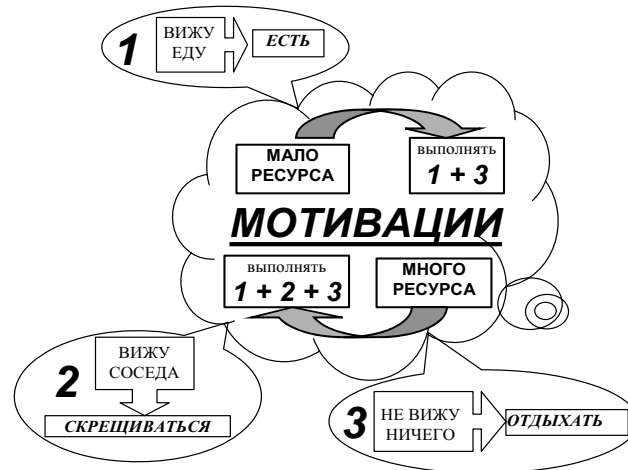 1
ВИЖУ
ЕДУ
ЕСТЬ
МАЛО
РЕСУРСА
выполнять
1 + 3
МОТИВАЦИИ
выполнять
1 + 2 + 3
МНОГО
РЕСУРСА
2
ВИЖУ
СОСЕДА
СКРЕЩИВАТЬСЯ
3
НЕ ВИЖУ
НИЧЕГО
ОТДЫХАТЬ